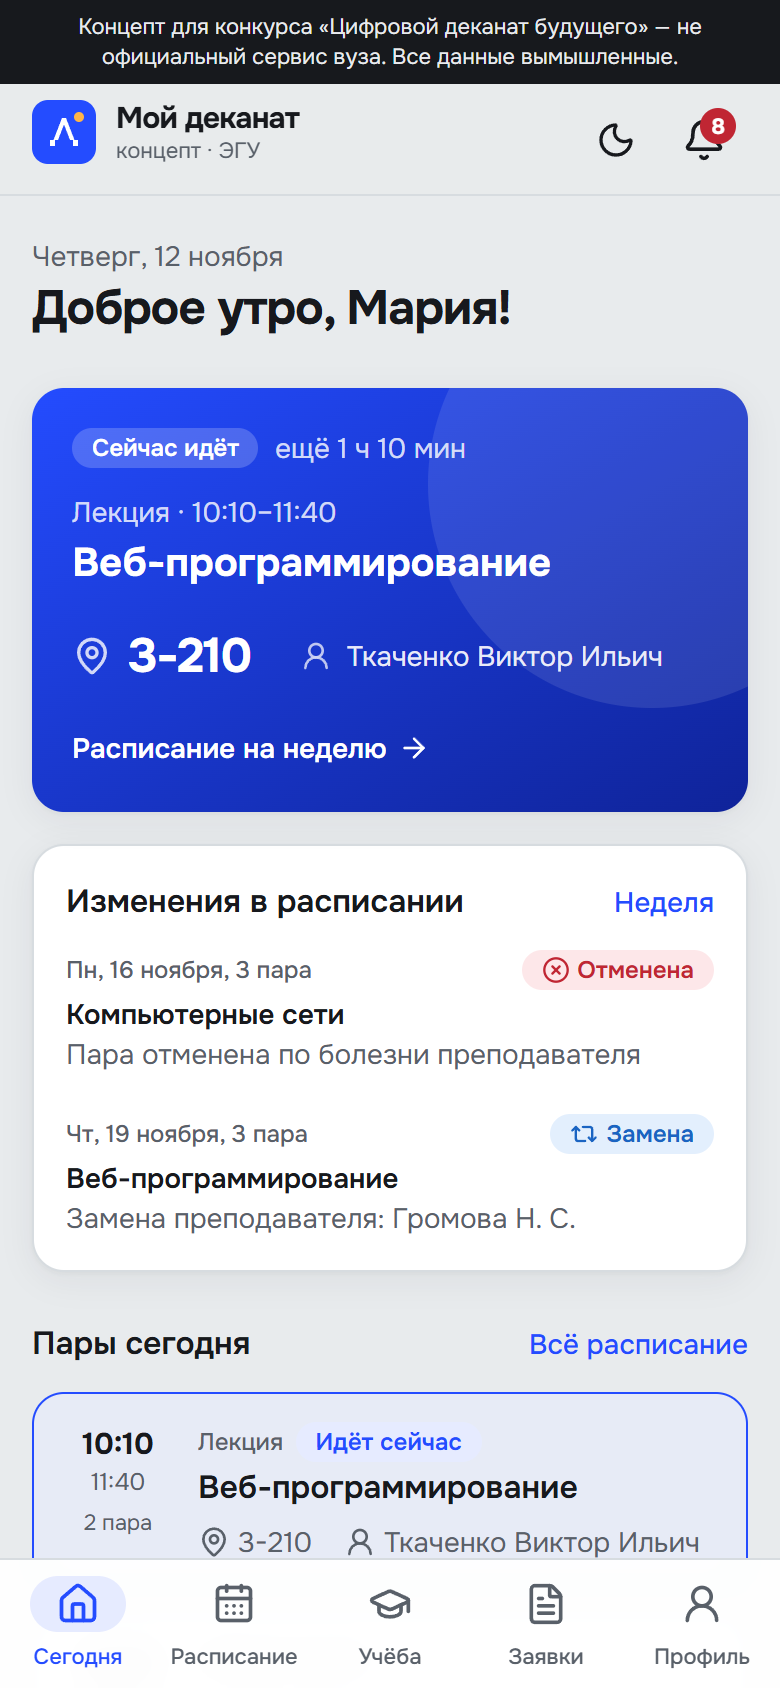 Концепт для конкурса «Цифровой деканат будущего» — не
официальный сервис вуза. Все данные вымышленные.
Мой деканат
концепт · ЭГУ
8
Четверг, 12 ноября
Доброе утро, Мария!
Сейчас идёт ещё 1 ч 10 мин
Лекция · 10:10–11:40
Веб-программирование
3-210 Ткаченко Виктор Ильич
Расписание на неделю →
Изменения в расписании Неделя
Пн, 16 ноября, 3 пара Отменена
Компьютерные сети
Пара отменена по болезни преподавателя
Чт, 19 ноября, 3 пара Замена
Веб-программирование
Замена преподавателя: Громова Н. С.
Пары сегодня Всё расписание
10:10 Лекция Идёт сейчас
11:40 Веб-программирование
2 пара 3-210 Ткаченко Виктор Ильич
Сегодня Расписание Учёба Заявки Профиль